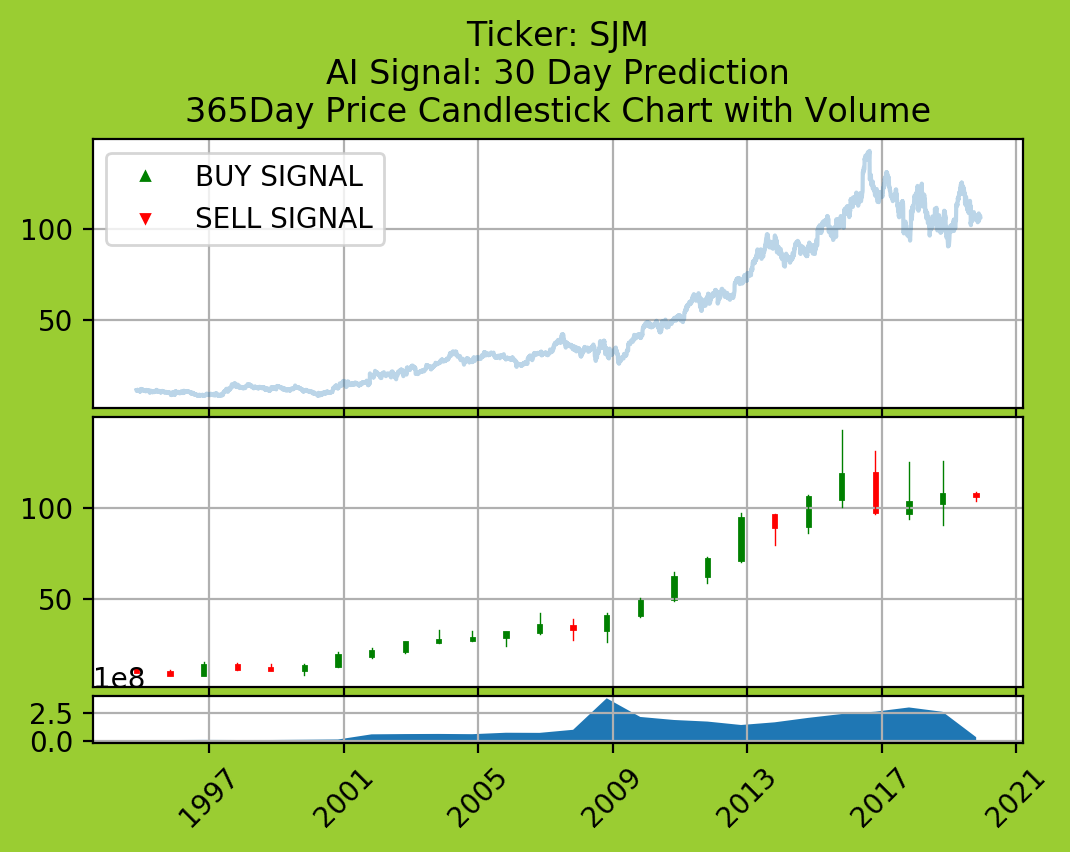 Ticker: SJM
AI Signal: 30 Day Prediction
365Day Price Candlestick Chart with Volume
BUY SIGNAL
SELL SIGNAL
100
50
100
50
1e8
2.5
0.0
1997
2001
2005
2009
2013
2017
2021